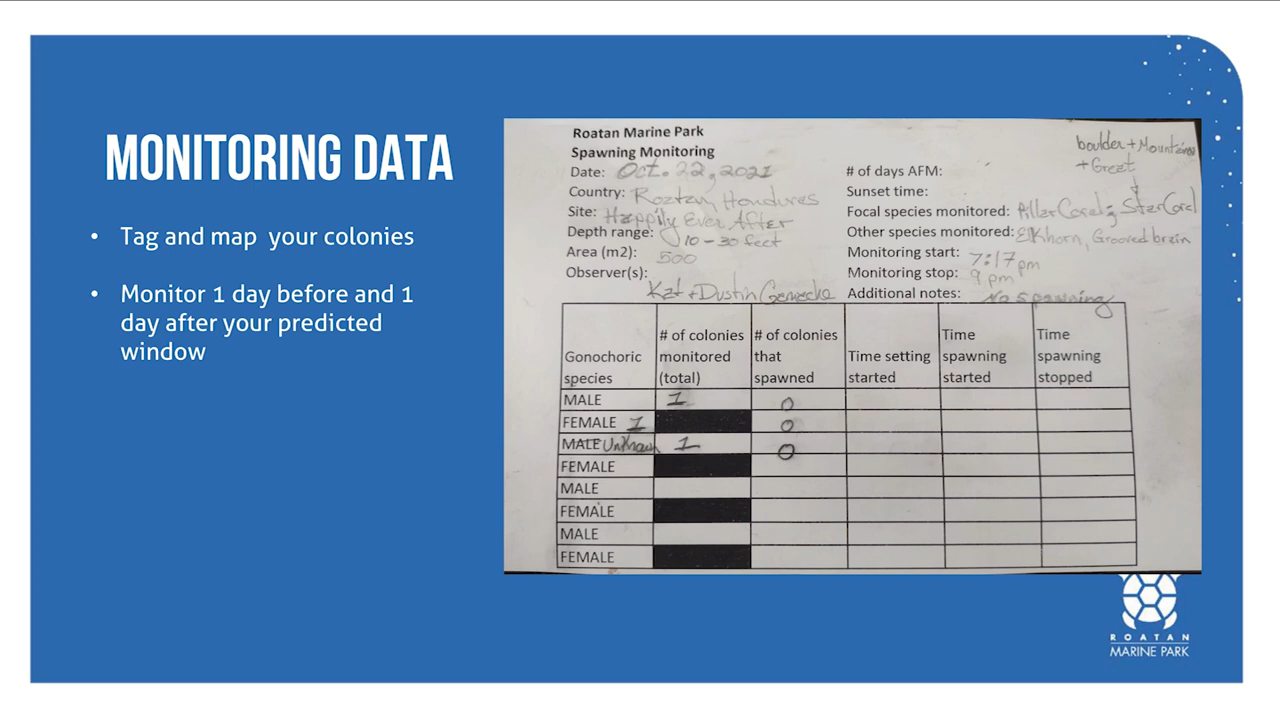 MONITORING DATA
• Tag and map your colonies
• Monitor 1 day before and 1
day after your predicted
window
Roatan Marine Park
Spawning Monitoring
Date: Oct. 22, 2021
Country: Roatan, Honduras
Site: Happily Ever After
Depth range: 10-30 feet
Area (m2): 500
Observer(s):
Kat + Dustin
boulder + Mountainous
+ Great
# of days AFM:
Sunset time:
Focal species monitored: Pillar Coral; Star Coral
Other species monitored: Elkhorn, Grooved brain
Monitoring start: 7:17 pm
Monitoring stop: 9 pm
Additional notes: No spawning
Gonochoric species
# of colonies monitored (total)
# of colonies that spawned
Time setting started
Time spawning started
Time spawning stopped
MALE 1 0
FEMALE 1 0
MALE Unknown 1 0
FEMALE
MALE
FEMALE
MALE
FEMALE
ROATAN
MARINE PARK